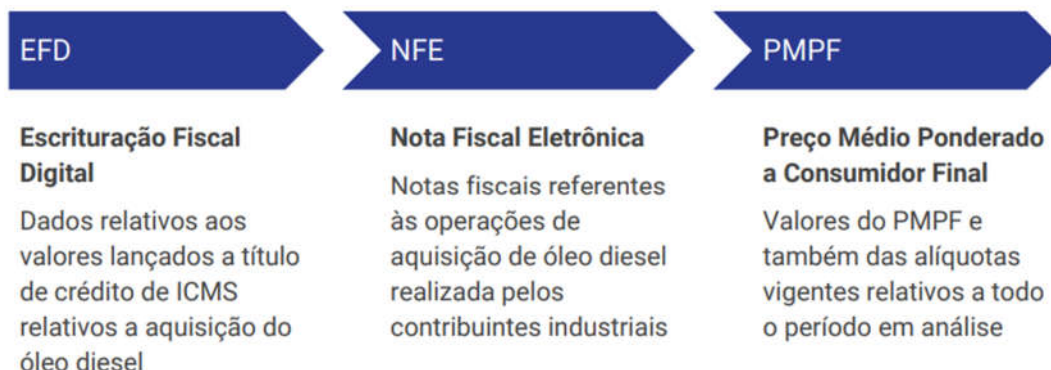 EFD
Escrituração Fiscal
Digital
Dados relativos aos
valores lançados a título
de crédito de ICMS
relativos a aquisição do
óleo diesel
NFE
Nota Fiscal Eletrônica
Notas fiscais referentes
às operações de
aquisição de óleo diesel
realizada pelos
contribuintes industriais
PMPF
Preço Médio Ponderado
a Consumidor Final
Valores do PMPF e
também das alíquotas
vigentes relativos a todo
o período em análise